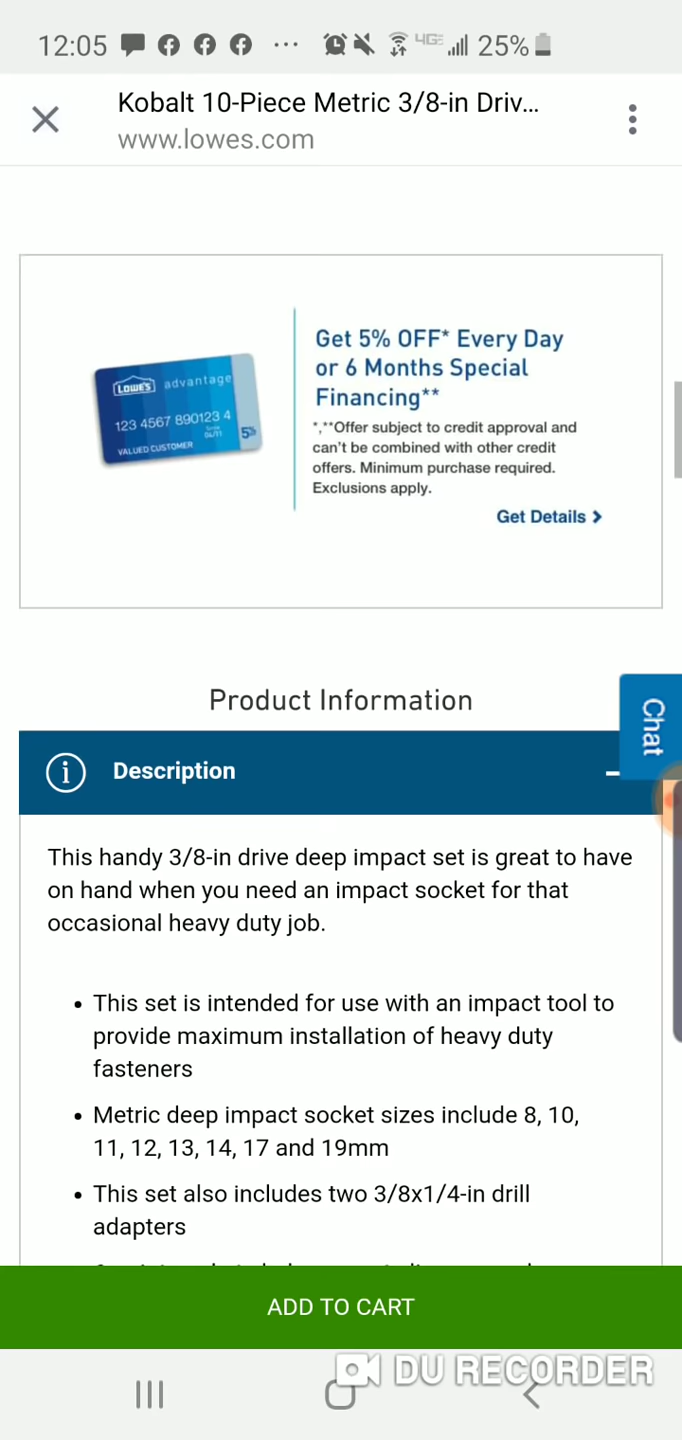 12:05 ... 4GE 25%
Kobalt 10-Piece Metric 3/8-in Driv...
www.lowes.com
LOWE'S advantage
123 4567 890123 4
VALUED CUSTOMER 5%
Get 5% OFF* Every Day
or 6 Months Special
Financing**
*,**Offer subject to credit approval and
can't be combined with other credit
offers. Minimum purchase required.
Exclusions apply.
Get Details
Product Information
Chat
Description
This handy 3/8-in drive deep impact set is great to have
on hand when you need an impact socket for that
occasional heavy duty job.
• This set is intended for use with an impact tool to
provide maximum installation of heavy duty
fasteners
• Metric deep impact socket sizes include 8, 10,
11, 12, 13, 14, 17 and 19mm
• This set also includes two 3/8x1/4-in drill
adapters
ADD TO CART
DU RECORDER